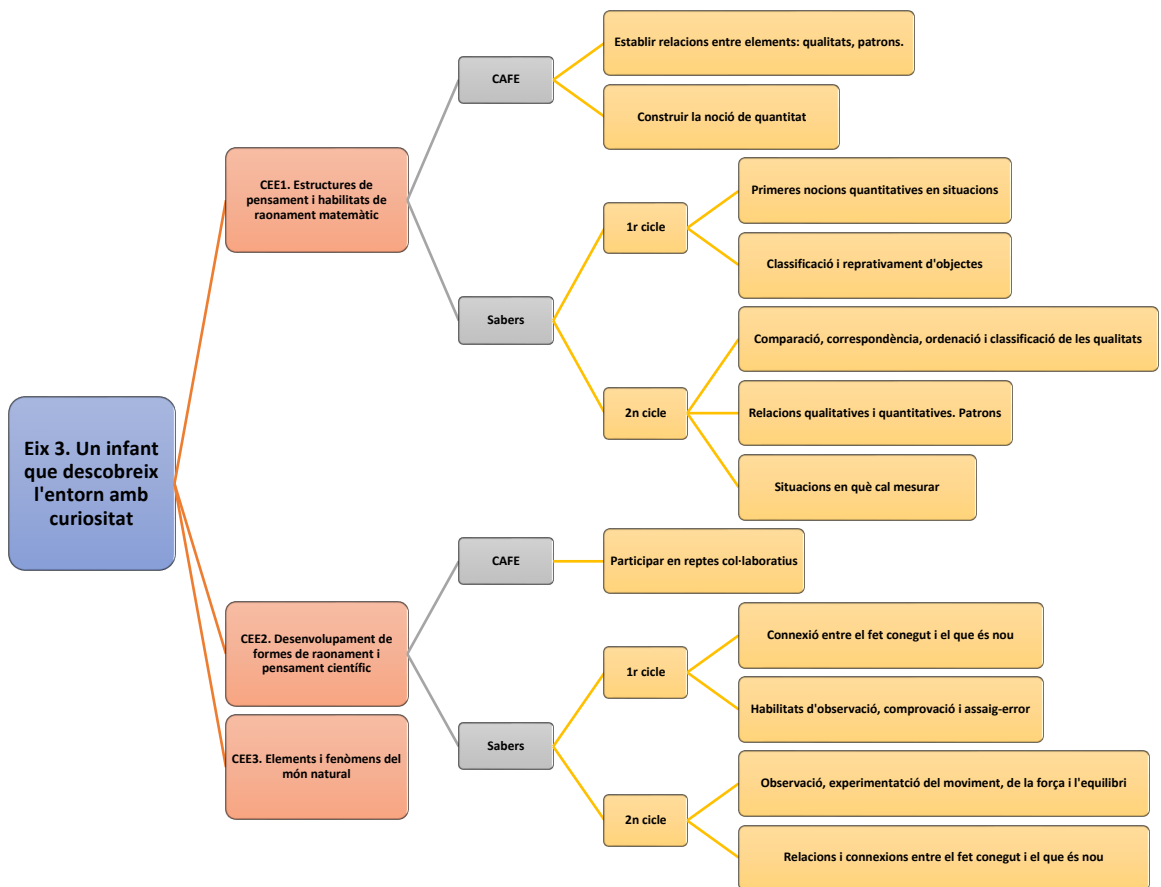 Eix 3. Un infant
que descobreix
l'entorn amb
curiositat
CEE1. Estructures de
pensament i habilitats de
raonament matemàtic
CAFE
Establir relacions entre elements: qualitats, patrons.
Construir la noció de quantitat
Sabers
1r cicle
Primeres nocions quantitatives en situacions
Classificació i reprativament d'objectes
2n cicle
Comparació, correspondència, ordenació i classificació de les qualitats
Relacions qualitatives i quantitatives. Patrons
Situacions en què cal mesurar
CEE2. Desenvolupament de
formes de raonament i
pensament científic
CAFE
Participar en reptes col·laboratius
Sabers
1r cicle
Connexió entre el fet conegut i el que és nou
Habilitats d'observació, comprovació i assaig-error
2n cicle
Observació, experimentatció del moviment, de la força i l'equilibri
Relacions i connexions entre el fet conegut i el que és nou
CEE3. Elements i fenòmens del
món natural